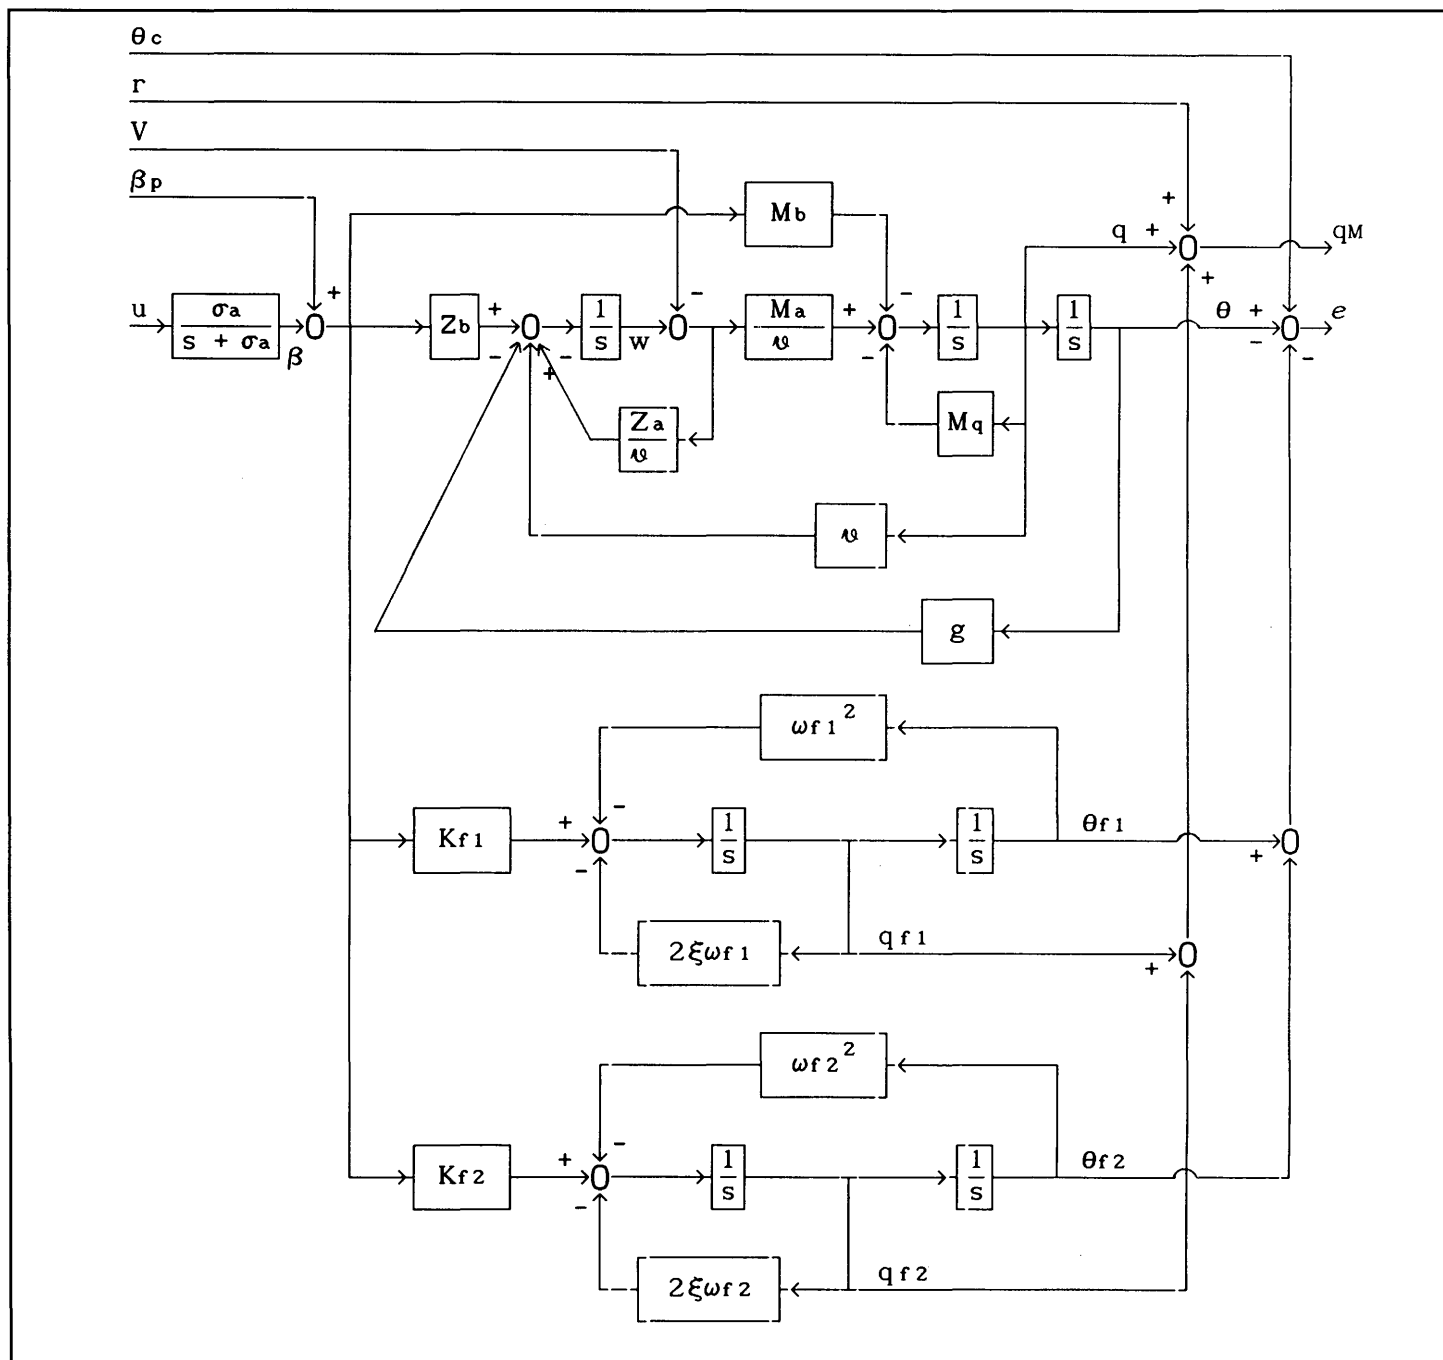 θc
r
V
βp
Mb
q + +
+
qM
u
σa
s + σa
β
+
Zb
+
-
-
+
1
s
w
-
Ma
𝓋
+
-
-
1
s
1
s
θ +
-
-
e
Za
𝓋
Mq
𝓋
g
ωf1²
Kf1
+
-
-
1
s
1
s
θf1
+
2ξωf1
qf1
+
ωf2²
Kf2
+
-
-
1
s
1
s
θf2
2ξωf2
qf2